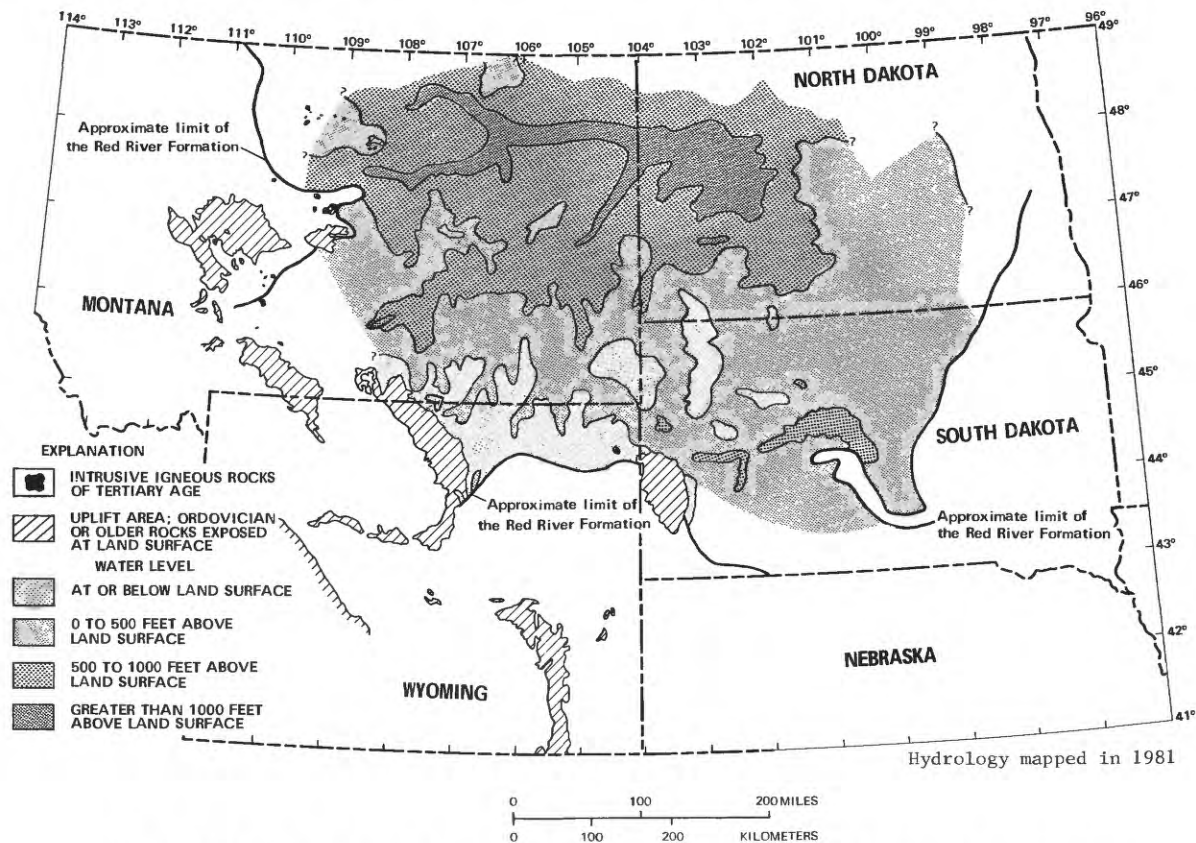 114° 113° 112° 111° 110° 109° 108° 107° 106° 105° 104° 103° 102° 101° 100° 99° 98° 97° 96°
49°
48°
47°
46°
45°
44°
43°
42°
41°
NORTH DAKOTA
Approximate limit of
the Red River Formation
?
?
?
?
?
?
?
MONTANA
SOUTH DAKOTA
Approximate limit of
the Red River Formation
Approximate limit of
the Red River Formation
NEBRASKA
WYOMING
EXPLANATION
INTRUSIVE IGNEOUS ROCKS
OF TERTIARY AGE
UPLIFT AREA; ORDOVICIAN
OR OLDER ROCKS EXPOSED
AT LAND SURFACE
WATER LEVEL
AT OR BELOW LAND SURFACE
0 TO 500 FEET ABOVE
LAND SURFACE
500 TO 1000 FEET ABOVE
LAND SURFACE
GREATER THAN 1000 FEET
ABOVE LAND SURFACE
Hydrology mapped in 1981
0 100 200 MILES
0 100 200 KILOMETERS